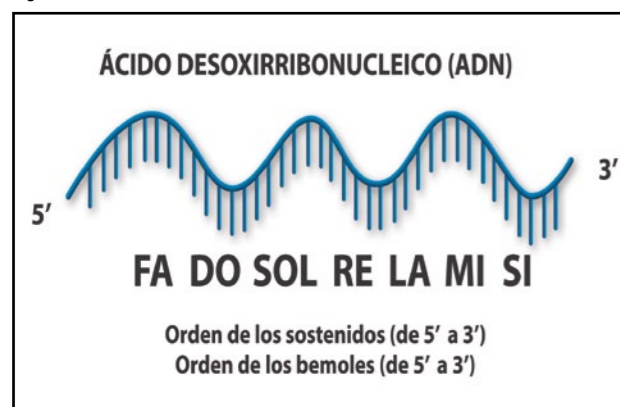 ÁCIDO DESOXIRRIBONUCLEICO (ADN)
5’
3’
FA DO SOL RE LA MI SI
Orden de los sostenidos (de 5’ a 3’)
Orden de los bemoles (de 5’ a 3’)